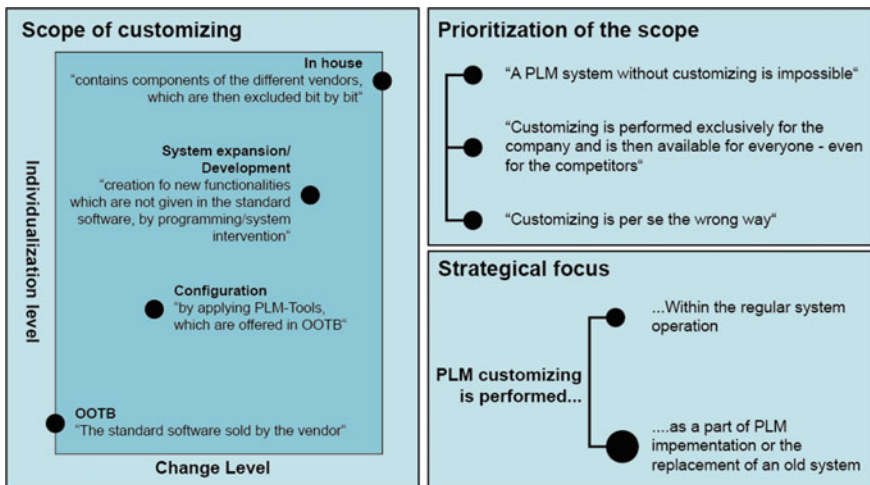 Scope of customizing
In house
"contains components of the different vendors,
which are then excluded bit by bit"
System expansion/
Development
"creation fo new functionalities
which are not given in the standard
software, by programming/system
intervention"
Configuration
"by applying PLM-Tools,
which are offered in OOTB"
OOTB
"The standard software sold by the vendor"
Individualization level
Change Level
Prioritization of the scope
"A PLM system without customizing is impossible"
"Customizing is performed exclusively for the
company and is then available for everyone - even
for the competitors"
"Customizing is per se the wrong way"
Strategical focus
PLM customizing
is performed...
...Within the regular system
operation
....as a part of PLM
impementation or the
replacement of an old system